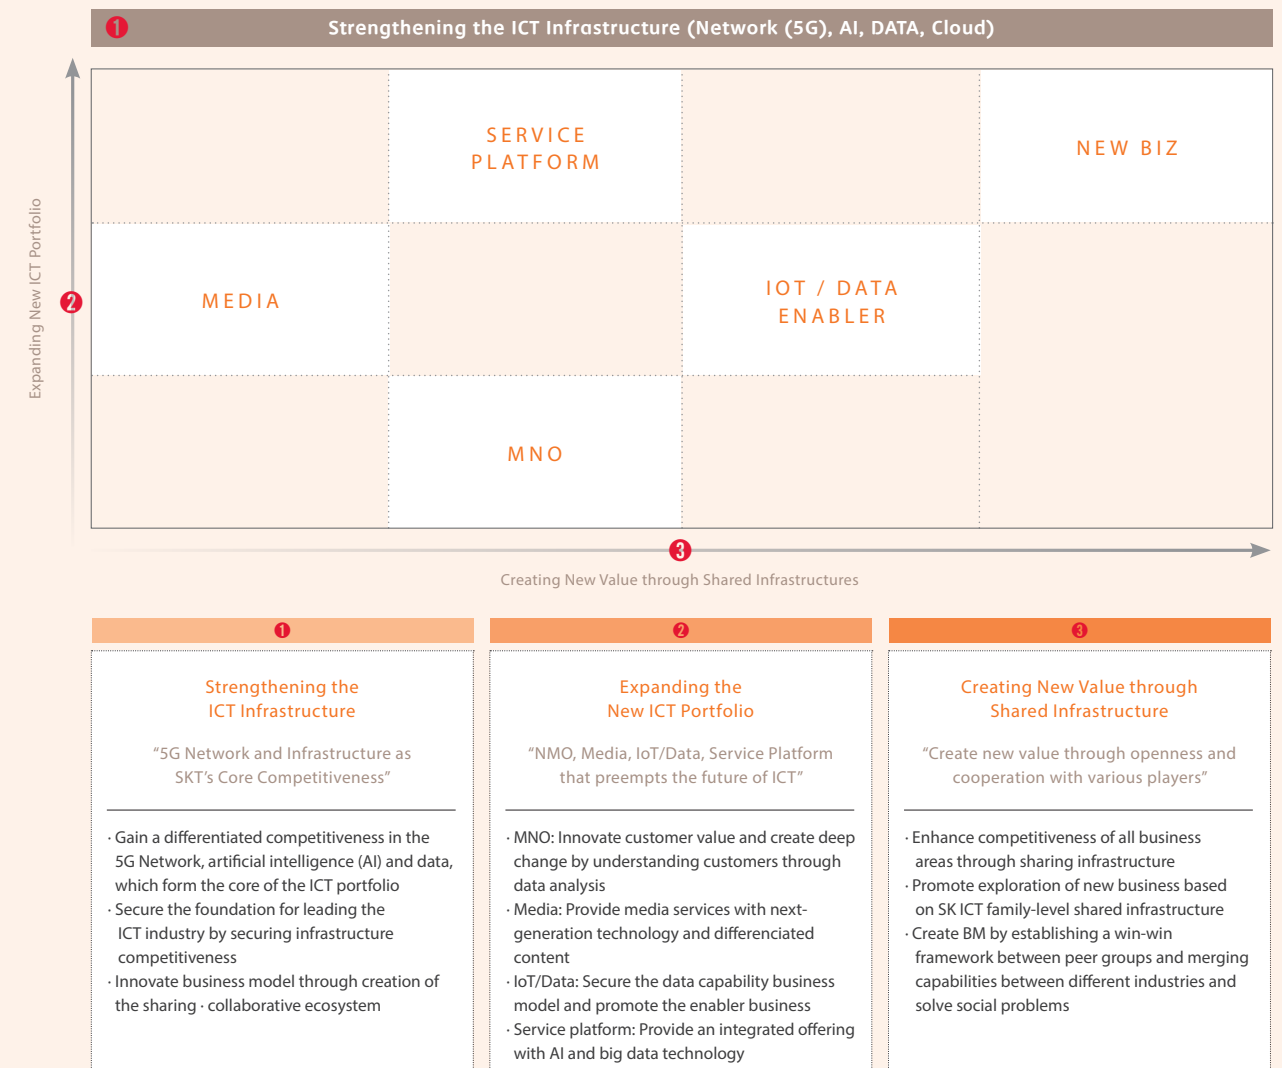 ❶ Strengthening the ICT Infrastructure (Network (5G), AI, DATA, Cloud)
SERVICE
PLATFORM
NEW BIZ
Expanding New ICT Portfolio
❷
MEDIA
IOT / DATA
ENABLER
MNO
❸
Creating New Value through Shared Infrastructures
❶
Strengthening the
ICT Infrastructure
“5G Network and Infrastructure as
SKT’s Core Competitiveness”
· Gain a differentiated competitiveness in the
5G Network, artificial intelligence (AI) and data,
which form the core of the ICT portfolio
· Secure the foundation for leading the
ICT industry by securing infrastructure
competitiveness
· Innovate business model through creation of
the sharing · collaborative ecosystem
❷
Expanding the
New ICT Portfolio
“NMO, Media, IoT/Data, Service Platform
that preempts the future of ICT”
· MNO: Innovate customer value and create deep
change by understanding customers through
data analysis
· Media: Provide media services with next-
generation technology and differenciated
content
· IoT/Data: Secure the data capability business
model and promote the enabler business
· Service platform: Provide an integrated offering
with AI and big data technology
❸
Creating New Value through
Shared Infrastructure
“Create new value through openness and
cooperation with various players”
· Enhance competitiveness of all business
areas through sharing infrastructure
· Promote exploration of new business based
on SK ICT family-level shared infrastructure
· Create BM by establishing a win-win
framework between peer groups and merging
capabilities between different industries and
solve social problems